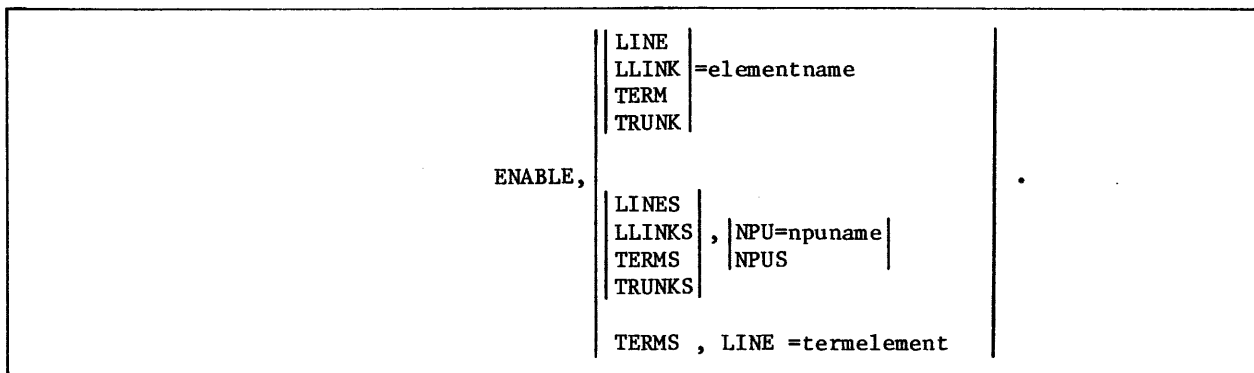 LINE
LLINK =elementname
TERM
TRUNK
ENABLE, .
LINES
LLINKS , NPU=npuname
TERMS NPUS
TRUNKS
TERMS , LINE =termelement